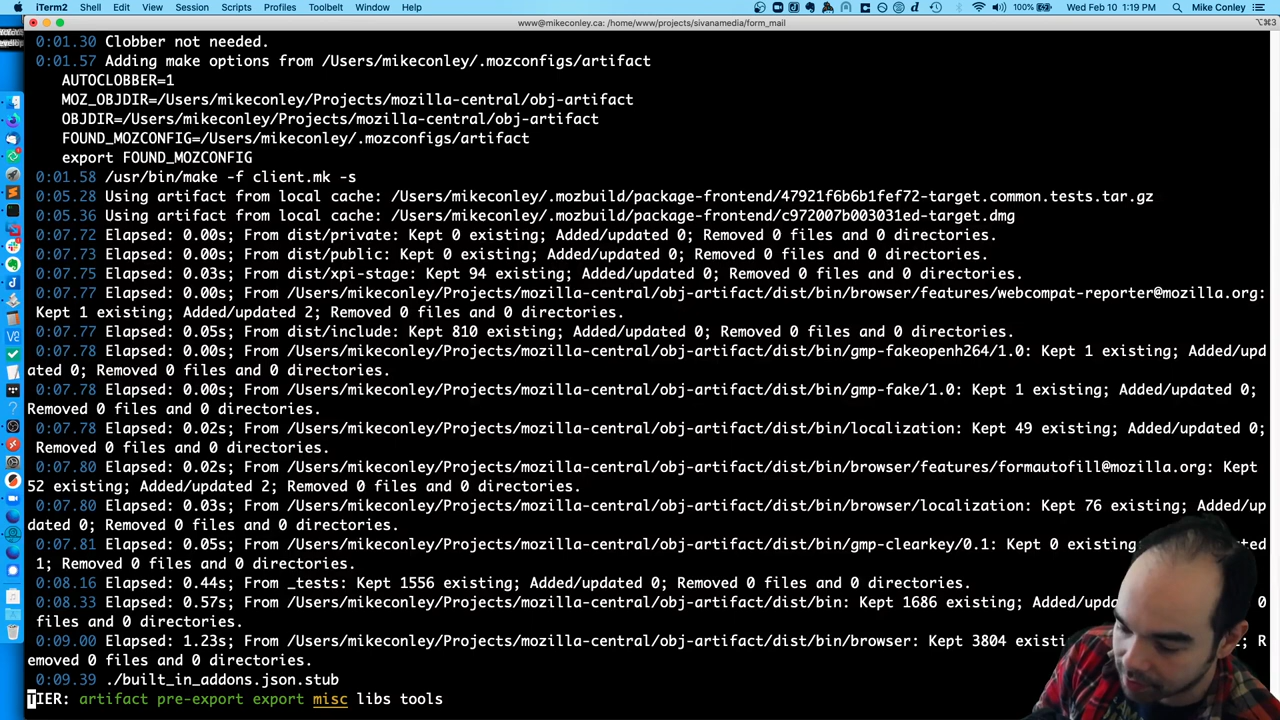 iTerm2 Shell Edit View Session Scripts Profiles Toolbelt Window Help 100% Wed Feb 10 1:19 PM Mike Conley
www@mikeconley.ca: /home/www/projects/sivanamedia/form_mail ⌥⌘3
0:01.30 Clobber not needed.
0:01.57 Adding make options from /Users/mikeconley/.mozconfigs/artifact
AUTOCLOBBER=1
MOZ_OBJDIR=/Users/mikeconley/Projects/mozilla-central/obj-artifact
OBJDIR=/Users/mikeconley/Projects/mozilla-central/obj-artifact
FOUND_MOZCONFIG=/Users/mikeconley/.mozconfigs/artifact
export FOUND_MOZCONFIG
0:01.58 /usr/bin/make -f client.mk -s
0:05.28 Using artifact from local cache: /Users/mikeconley/.mozbuild/package-frontend/47921f6b6b1fef72-target.common.tests.tar.gz
0:05.36 Using artifact from local cache: /Users/mikeconley/.mozbuild/package-frontend/c972007b003031ed-target.dmg
0:07.72 Elapsed: 0.00s; From dist/private: Kept 0 existing; Added/updated 0; Removed 0 files and 0 directories.
0:07.73 Elapsed: 0.00s; From dist/public: Kept 0 existing; Added/updated 0; Removed 0 files and 0 directories.
0:07.75 Elapsed: 0.03s; From dist/xpi-stage: Kept 94 existing; Added/updated 0; Removed 0 files and 0 directories.
0:07.77 Elapsed: 0.00s; From /Users/mikeconley/Projects/mozilla-central/obj-artifact/dist/bin/browser/features/webcompat-reporter@mozilla.org:
Kept 1 existing; Added/updated 2; Removed 0 files and 0 directories.
0:07.77 Elapsed: 0.05s; From dist/include: Kept 810 existing; Added/updated 0; Removed 0 files and 0 directories.
0:07.78 Elapsed: 0.00s; From /Users/mikeconley/Projects/mozilla-central/obj-artifact/dist/bin/gmp-fakeopenh264/1.0: Kept 1 existing; Added/upd
ated 0; Removed 0 files and 0 directories.
0:07.78 Elapsed: 0.00s; From /Users/mikeconley/Projects/mozilla-central/obj-artifact/dist/bin/gmp-fake/1.0: Kept 1 existing; Added/updated 0;
Removed 0 files and 0 directories.
0:07.78 Elapsed: 0.02s; From /Users/mikeconley/Projects/mozilla-central/obj-artifact/dist/bin/localization: Kept 49 existing; Added/updated 0;
Removed 0 files and 0 directories.
0:07.80 Elapsed: 0.02s; From /Users/mikeconley/Projects/mozilla-central/obj-artifact/dist/bin/browser/features/formautofill@mozilla.org: Kept
52 existing; Added/updated 2; Removed 0 files and 0 directories.
0:07.80 Elapsed: 0.03s; From /Users/mikeconley/Projects/mozilla-central/obj-artifact/dist/bin/browser/localization: Kept 76 existing; Added/up
dated 0; Removed 0 files and 0 directories.
0:07.81 Elapsed: 0.05s; From /Users/mikeconley/Projects/mozilla-central/obj-artifact/dist/bin/gmp-clearkey/0.1: Kept 0 existing
1; Removed 0 files and 0 directories.
0:08.16 Elapsed: 0.44s; From _tests: Kept 1556 existing; Added/updated 0; Removed 0 files and 0 directories.
0:08.33 Elapsed: 0.57s; From /Users/mikeconley/Projects/mozilla-central/obj-artifact/dist/bin: Kept 1686 existing; 0
files and 0 directories.
0:09.00 Elapsed: 1.23s; From /Users/mikeconley/Projects/mozilla-central/obj-artifact/dist/bin/browser: Kept 3804 ; R
emoved 0 files and 0 directories.
0:09.39 ./built_in_addons.json.stub
TIER: artifact pre-export export misc libs tools